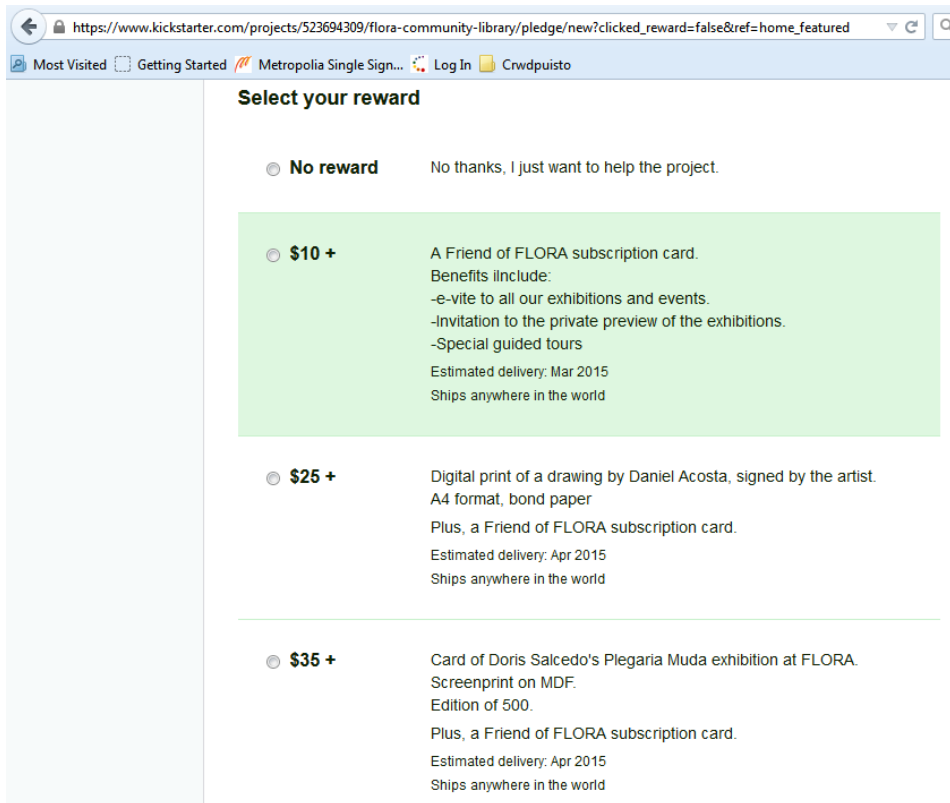 https://www.kickstarter.com/projects/523694309/flora-community-library/pledge/new?clicked_reward=false&ref=home_featured
Most Visited Getting Started Metropolia Single Sign... Log In Crwdpuisto
Select your reward
No reward No thanks, I just want to help the project.
$10 + A Friend of FLORA subscription card.
Benefits ilnclude:
-e-vite to all our exhibitions and events.
-Invitation to the private preview of the exhibitions.
-Special guided tours
Estimated delivery: Mar 2015
Ships anywhere in the world
$25 + Digital print of a drawing by Daniel Acosta, signed by the artist.
A4 format, bond paper
Plus, a Friend of FLORA subscription card.
Estimated delivery: Apr 2015
Ships anywhere in the world
$35 + Card of Doris Salcedo's Plegaria Muda exhibition at FLORA.
Screenprint on MDF.
Edition of 500.
Plus, a Friend of FLORA subscription card.
Estimated delivery: Apr 2015
Ships anywhere in the world